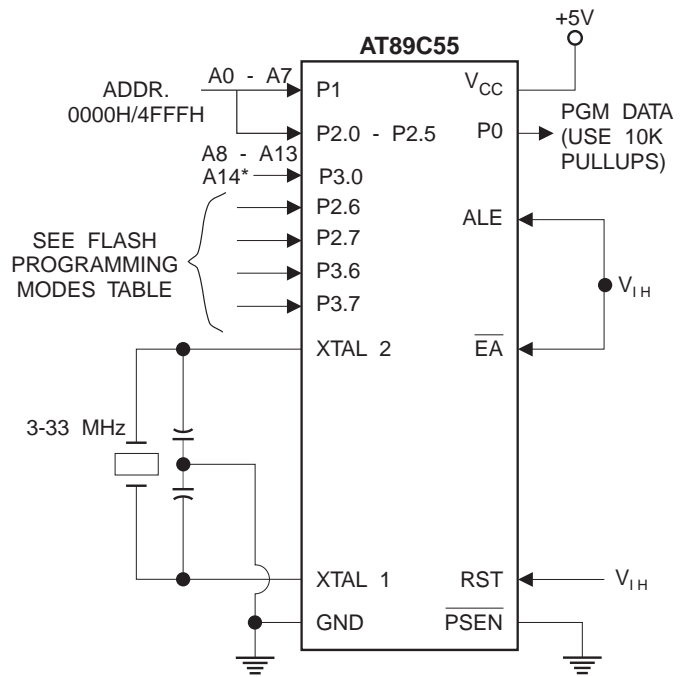 +5V
AT89C55
ADDR.
0000H/4FFFH
A0 - A7
P1
VCC
P2.0 - P2.5
P0
PGM DATA
(USE 10K
PULLUPS)
A8 - A13
A14*
P3.0
P2.6
ALE
SEE FLASH
PROGRAMMING
MODES TABLE
P2.7
P3.6
P3.7
VIH
XTAL 2
EA
3-33 MHz
XTAL 1
RST
VIH
GND
PSEN